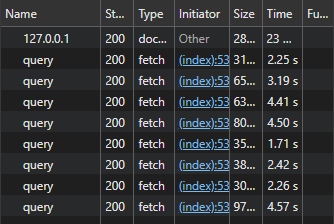 Name St... Type Initiator Size Time Fu...
127.0.0.1 200 doc... Other 28... 23 ...
query 200 fetch (index):53 31... 2.25 s
query 200 fetch (index):53 65... 3.19 s
query 200 fetch (index):53 63... 4.41 s
query 200 fetch (index):53 80... 4.50 s
query 200 fetch (index):53 35... 1.71 s
query 200 fetch (index):53 38... 2.42 s
query 200 fetch (index):53 30... 2.26 s
query 200 fetch (index):53 97... 4.57 s